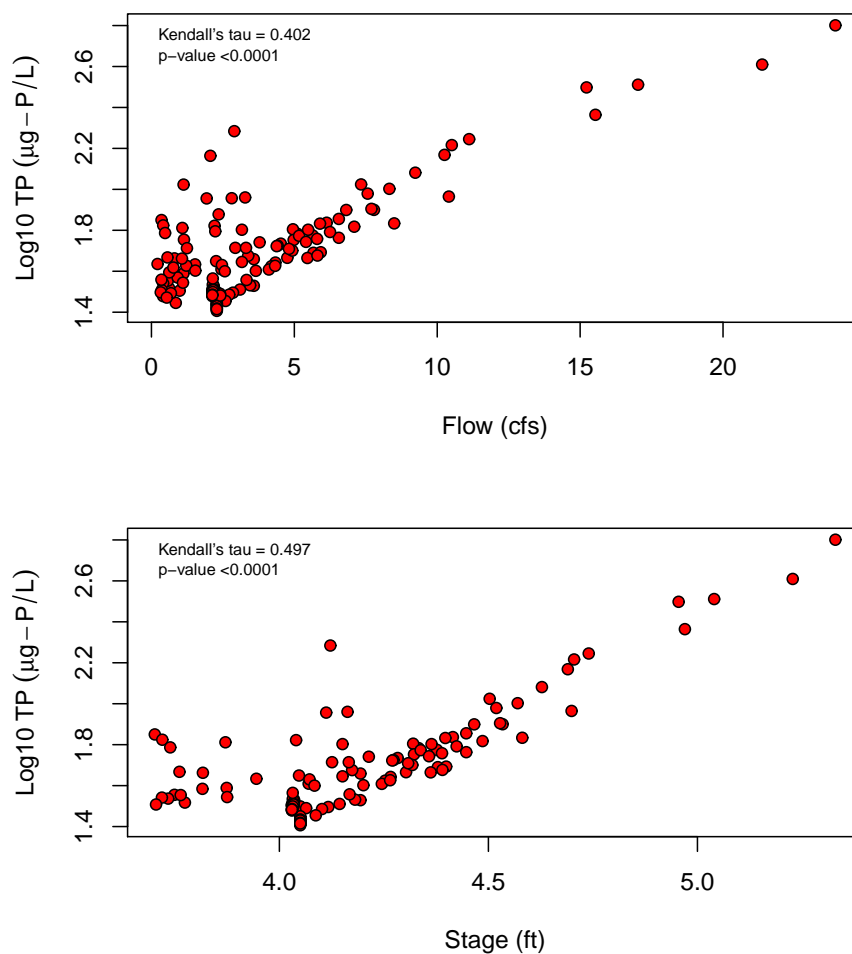 Kendall's tau = 0.402
p−value <0.0001
Log10 TP (μg−P/L)
2.6
2.2
1.8
1.4
0 5 10 15 20
Flow (cfs)
Kendall's tau = 0.497
p−value <0.0001
Log10 TP (μg−P/L)
2.6
2.2
1.8
1.4
4.0 4.5 5.0
Stage (ft)